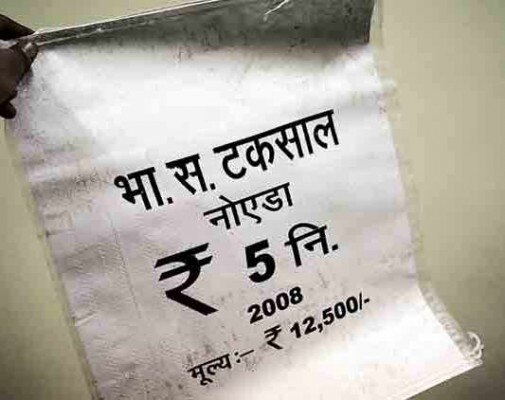 भा. स. टकसाल
नोएडा
₹ 5 नि.
2008
मूल्य :– ₹ 12,500/-